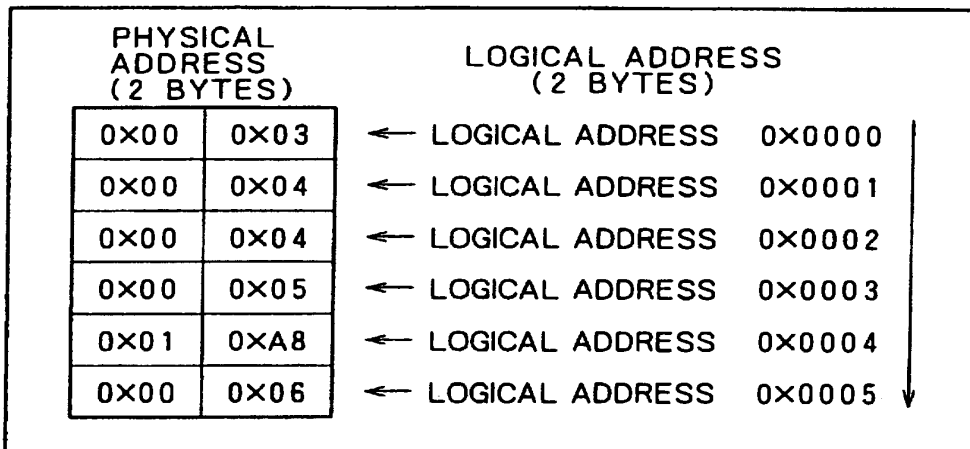 PHYSICAL
ADDRESS
(2 BYTES)
LOGICAL ADDRESS
(2 BYTES)
0×00 0×03 ← LOGICAL ADDRESS 0×0000
0×00 0×04 ← LOGICAL ADDRESS 0×0001
0×00 0×04 ← LOGICAL ADDRESS 0×0002
0×00 0×05 ← LOGICAL ADDRESS 0×0003
0×01 0×A8 ← LOGICAL ADDRESS 0×0004
0×00 0×06 ← LOGICAL ADDRESS 0×0005